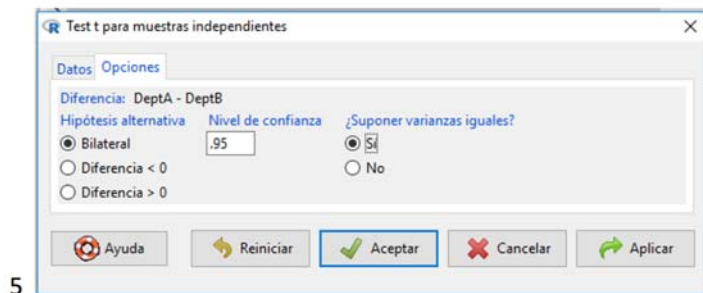 Test t para muestras independientes
Datos Opciones
Diferencia: DeptA - DeptB
Hipótesis alternativa Nivel de confianza ¿Suponer varianzas iguales?
Bilateral .95 Sí
Diferencia < 0 No
Diferencia > 0
Ayuda Reiniciar Aceptar Cancelar Aplicar
5